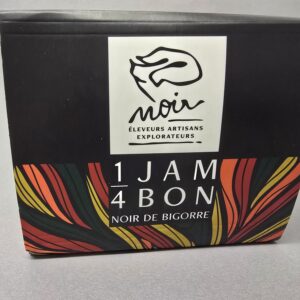 noir
ÉLEVEURS ARTISANS
EXPLORATEURS
1 JAM
4 BON
NOIR DE BIGORRE